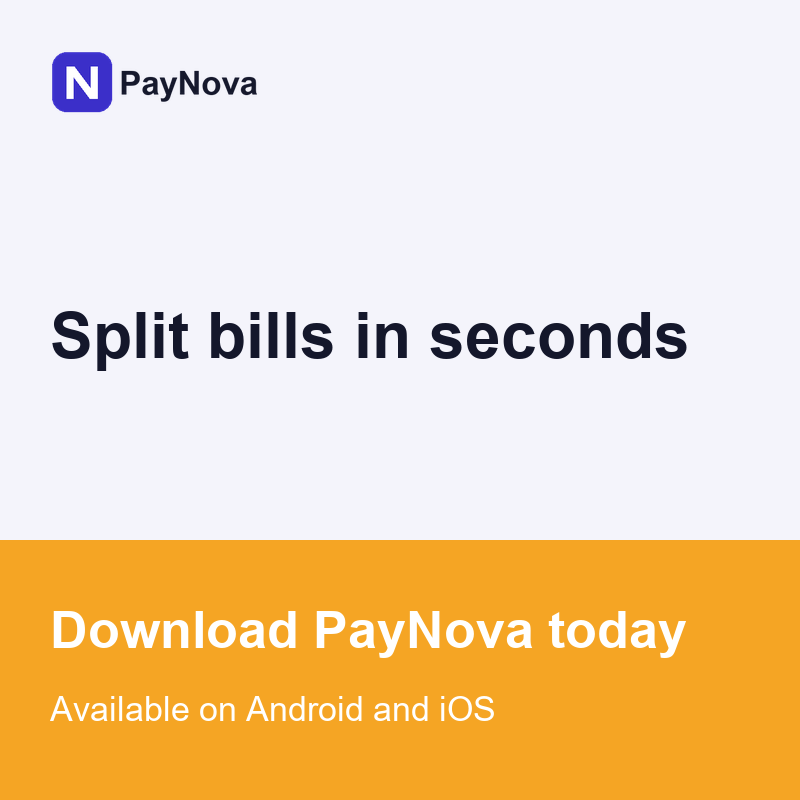 N PayNova
Split bills in seconds
Download PayNova today
Available on Android and iOS